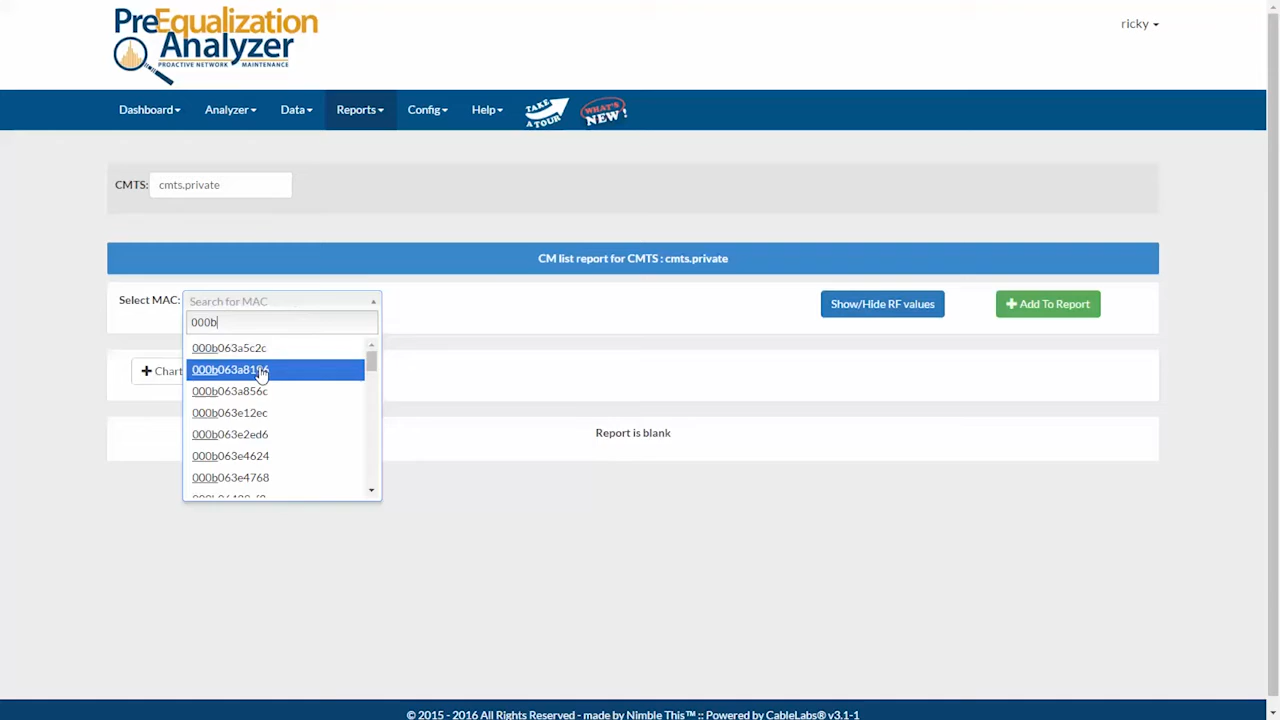 PreEqualization
Analyzer
PROACTIVE NETWORK MAINTENANCE
ricky
Dashboard
Analyzer
Data
Reports
Config
Help
TAKE A TOUR
WHAT'S NEW!
CMTS: cmts.private
CM list report for CMTS : cmts.private
Select MAC: Search for MAC
Show/Hide RF values
+ Add To Report
000b
000b063a5c2c
+ Chart
000b063a856c
000b063e12ec
000b063e2ed6
Report is blank
000b063e4624
000b063e4768
© 2015 - 2016 All Rights Reserved - made by Nimble This™ :: Powered by CableLabs® v3.1-1